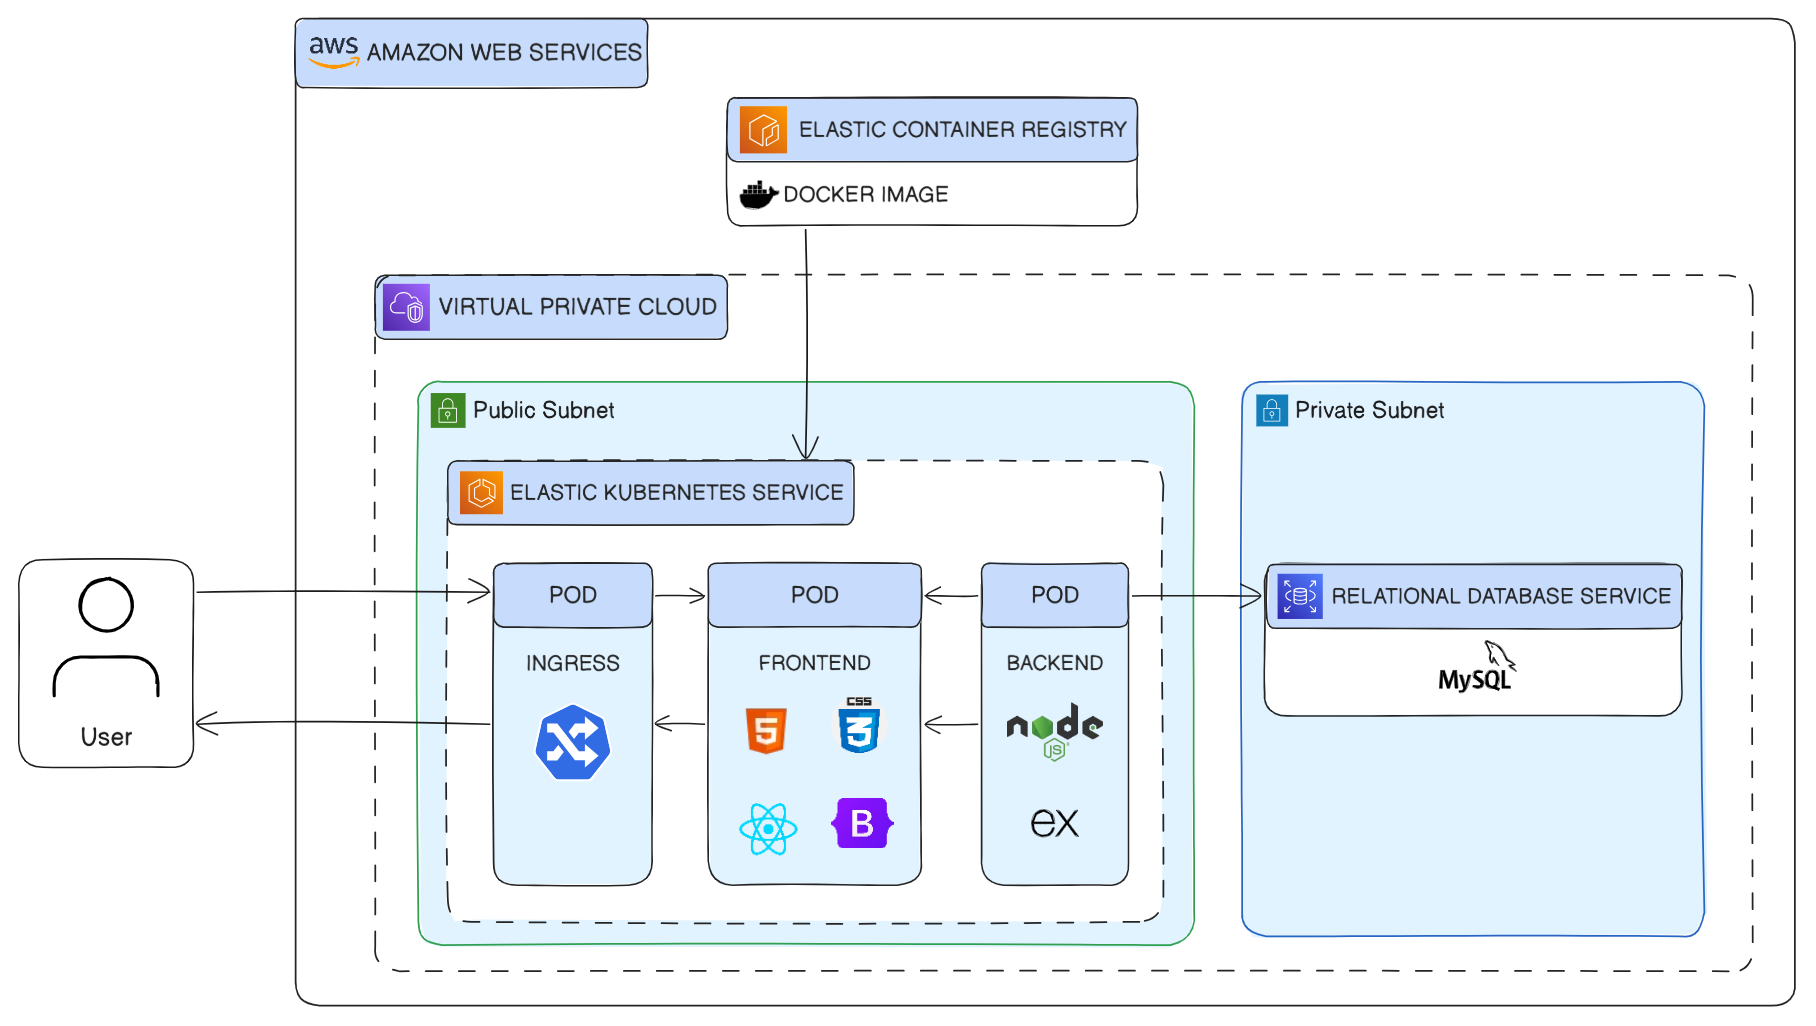 aws AMAZON WEB SERVICES
ELASTIC CONTAINER REGISTRY
DOCKER IMAGE
VIRTUAL PRIVATE CLOUD
Public Subnet
Private Subnet
ELASTIC KUBERNETES SERVICE
User
POD
INGRESS
POD
FRONTEND
5
CSS
3
B
POD
BACKEND
node
JS
ex
RELATIONAL DATABASE SERVICE
MySQL